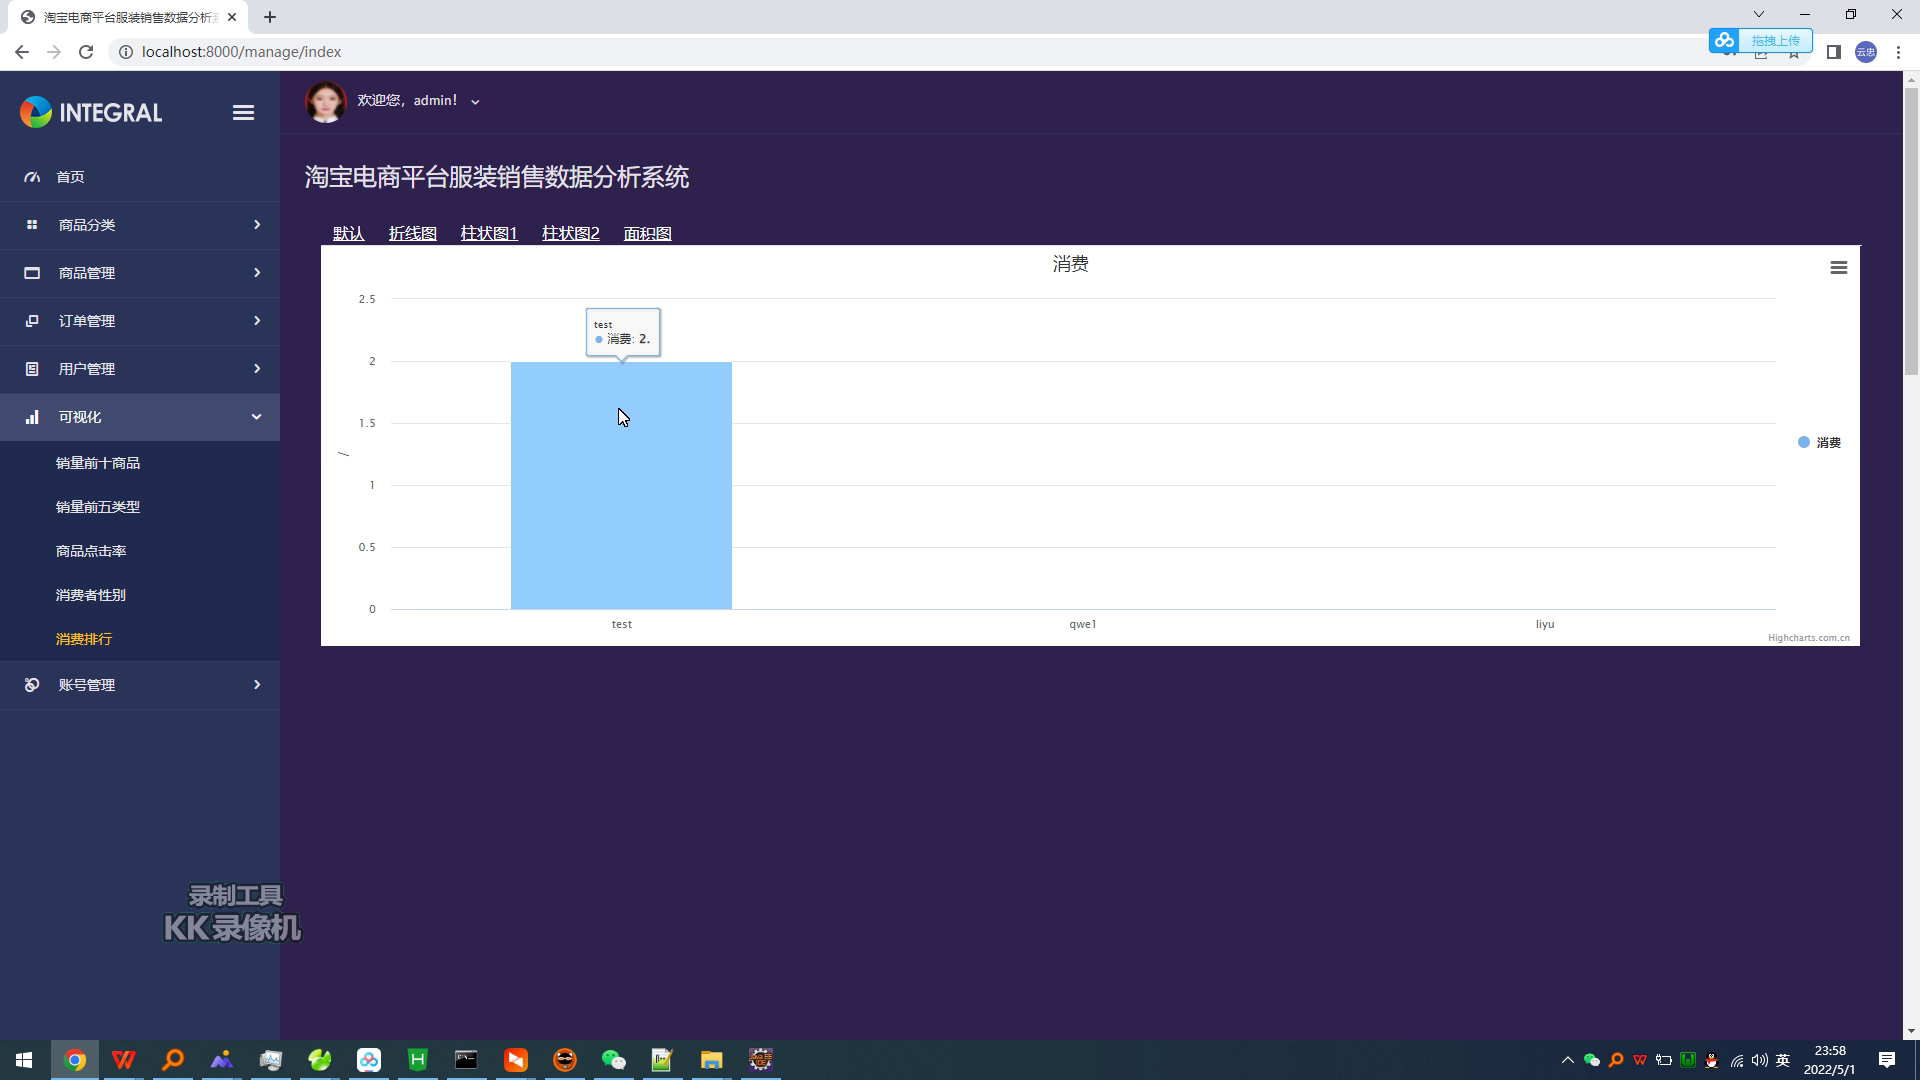 淘宝电商平台服装销售数据分析
localhost:8000/manage/index
拖拽上传
云忠
INTEGRAL
欢迎您，admin！
首页
商品分类
商品管理
订单管理
用户管理
可视化
销量前十商品
销量前五类型
商品点击率
消费者性别
消费排行
账号管理
淘宝电商平台服装销售数据分析系统
默认 折线图 柱状图1 柱状图2 面积图
消费
2.5
2
1.5
1
0.5
0
/
test
消费: 2.
消费
test qwe1 liyu
Highcharts.com.cn
录制工具
KK录像机
英
23:58
2022/5/1